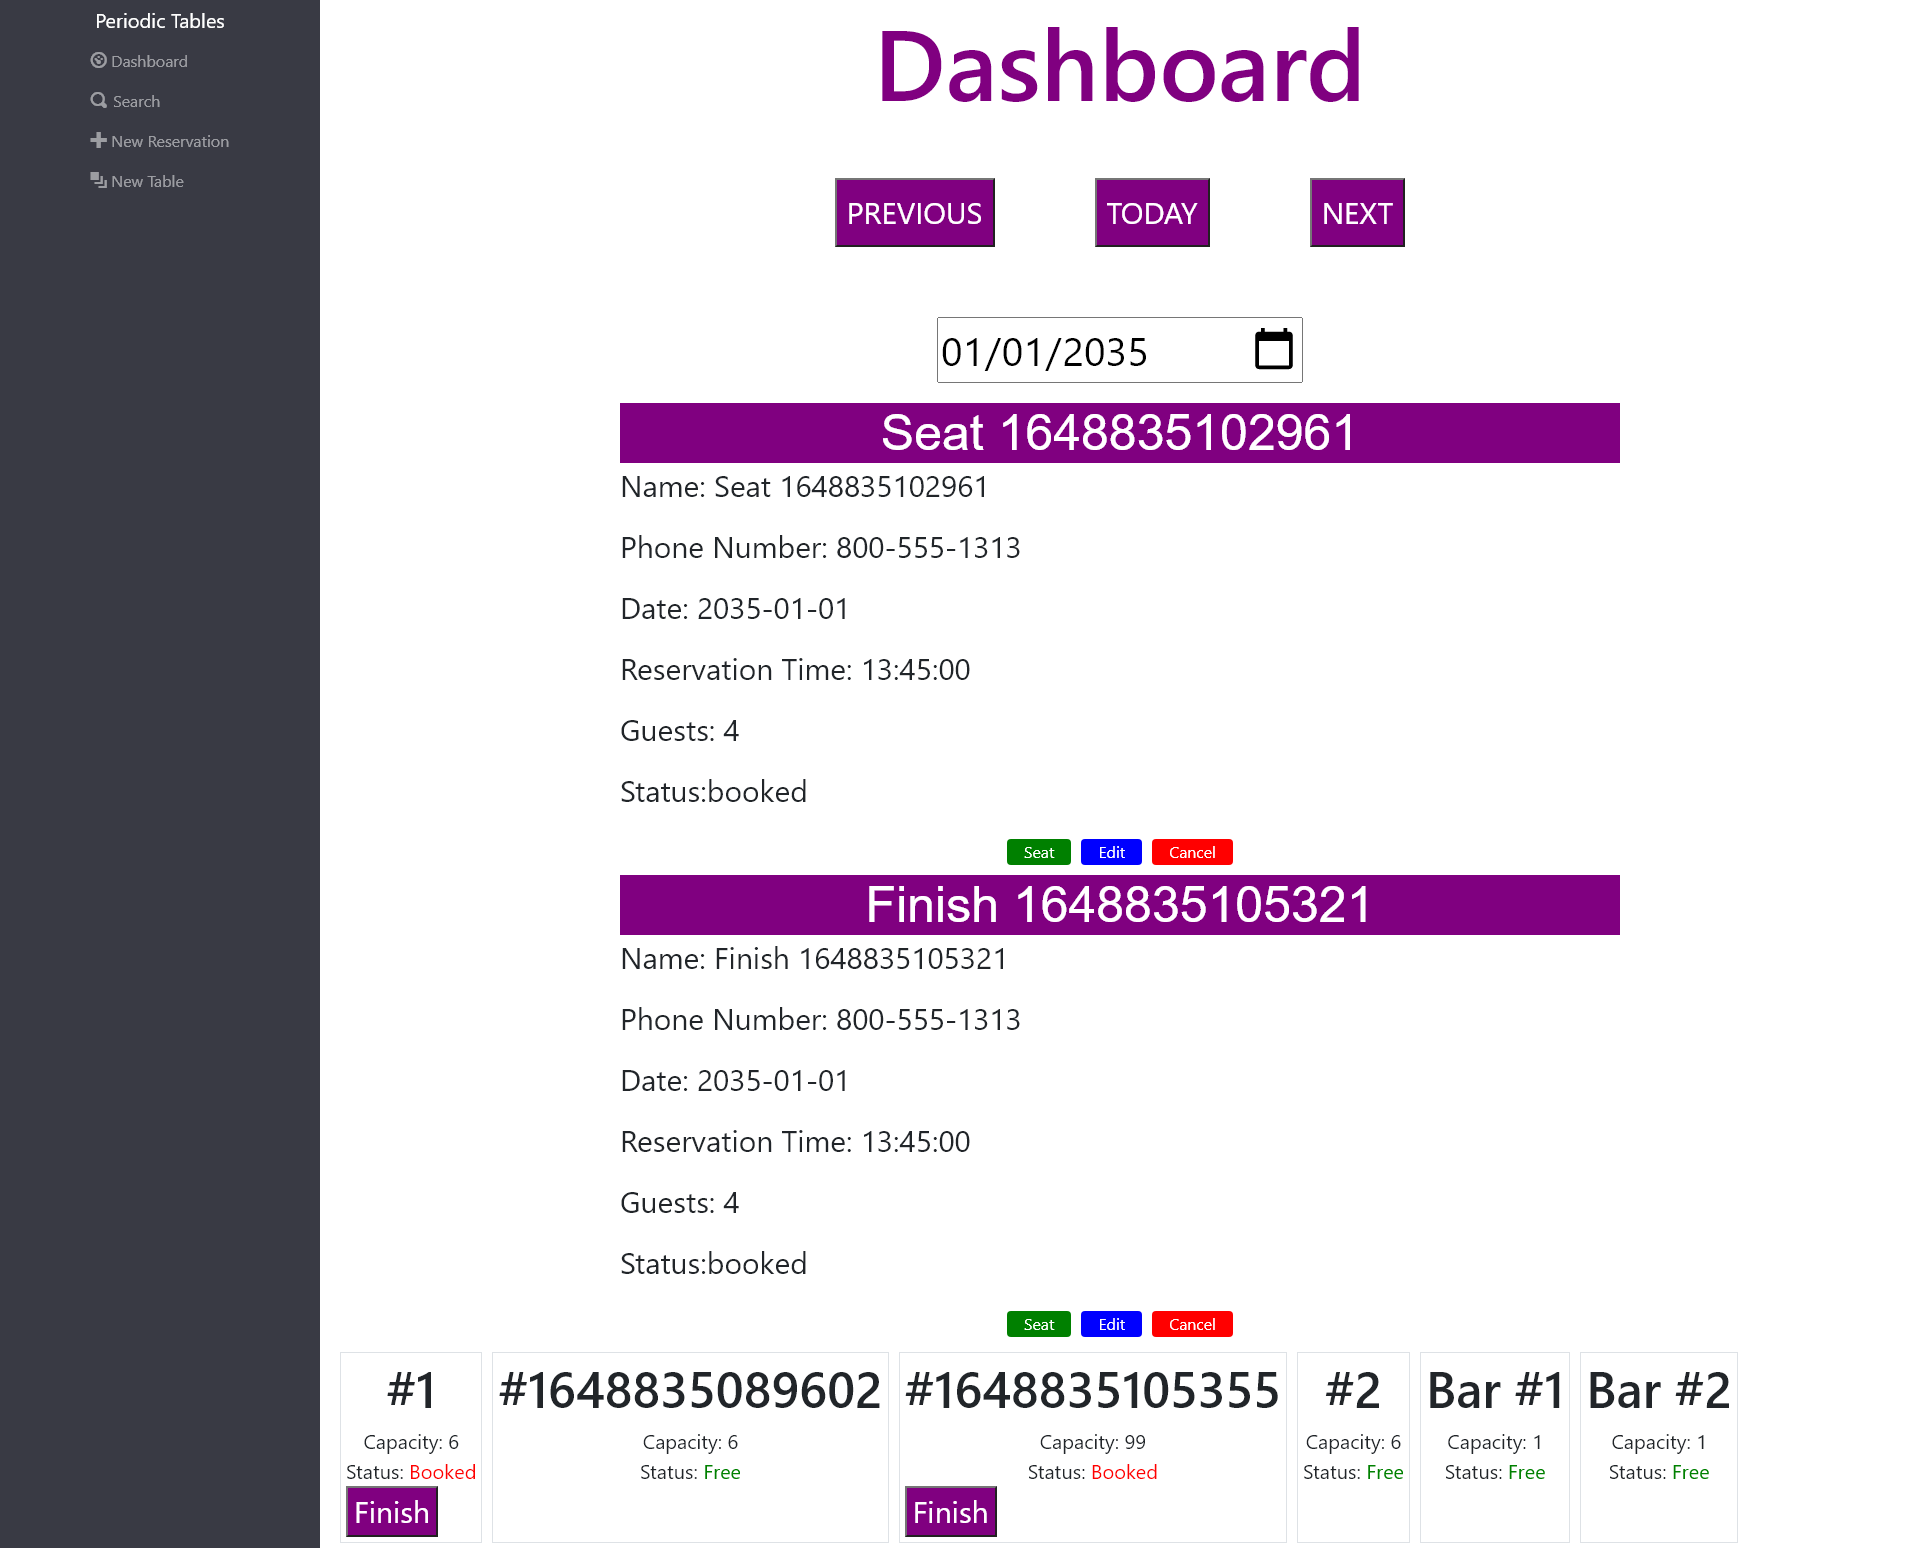 Periodic Tables
Dashboard
Search
New Reservation
New Table
Dashboard
PREVIOUS TODAY NEXT
01/01/2035
Seat 1648835102961
Name: Seat 1648835102961
Phone Number: 800-555-1313
Date: 2035-01-01
Reservation Time: 13:45:00
Guests: 4
Status:booked
Seat Edit Cancel
Finish 1648835105321
Name: Finish 1648835105321
Phone Number: 800-555-1313
Date: 2035-01-01
Reservation Time: 13:45:00
Guests: 4
Status:booked
Seat Edit Cancel
#1
Capacity: 6
Status: Booked
Finish
#1648835089602
Capacity: 6
Status: Free
#1648835105355
Capacity: 99
Status: Booked
Finish
#2
Capacity: 6
Status: Free
Bar #1
Capacity: 1
Status: Free
Bar #2
Capacity: 1
Status: Free